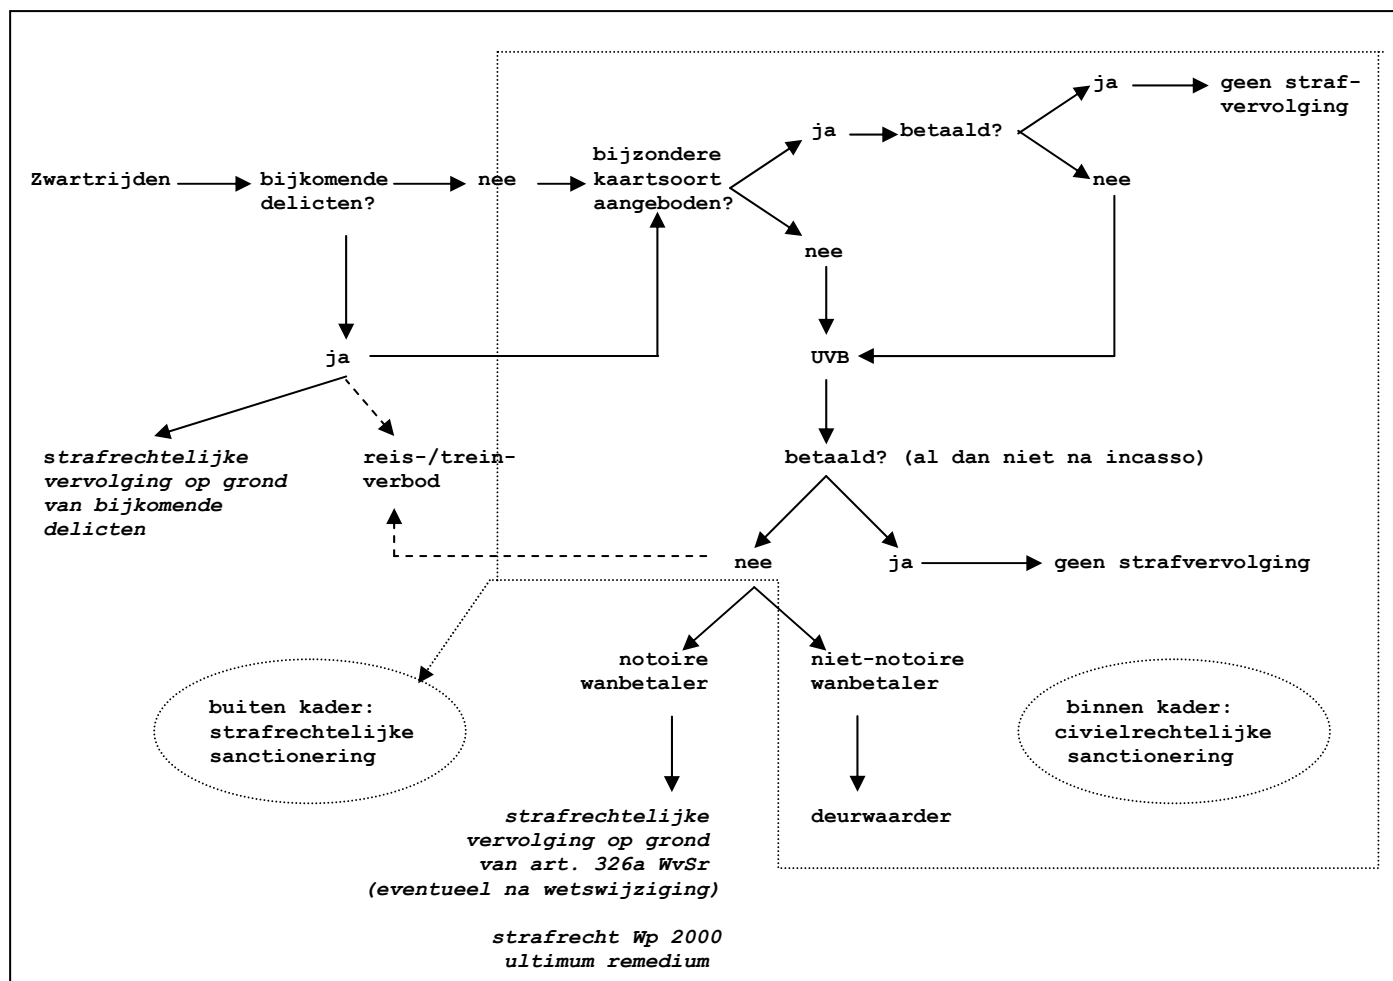 ja
geen straf-
vervolging
ja
betaald?
bijzondere
kaartsoort
aangeboden?
Zwartrijden
bijkomende
delicten?
nee
nee
nee
ja
UVB
strafrechtelijke
vervolging op grond
van bijkomende
delicten
reis-/trein-
verbod
betaald? (al dan niet na incasso)
nee
ja
geen strafvervolging
notoire
wanbetaler
niet-notoire
wanbetaler
buiten kader:
strafrechtelijke
sanctionering
binnen kader:
civielrechtelijke
sanctionering
strafrechtelijke
vervolging op grond
van art. 326a WvSr
(eventueel na wetswijziging)
deurwaarder
strafrecht Wp 2000
ultimum remedium